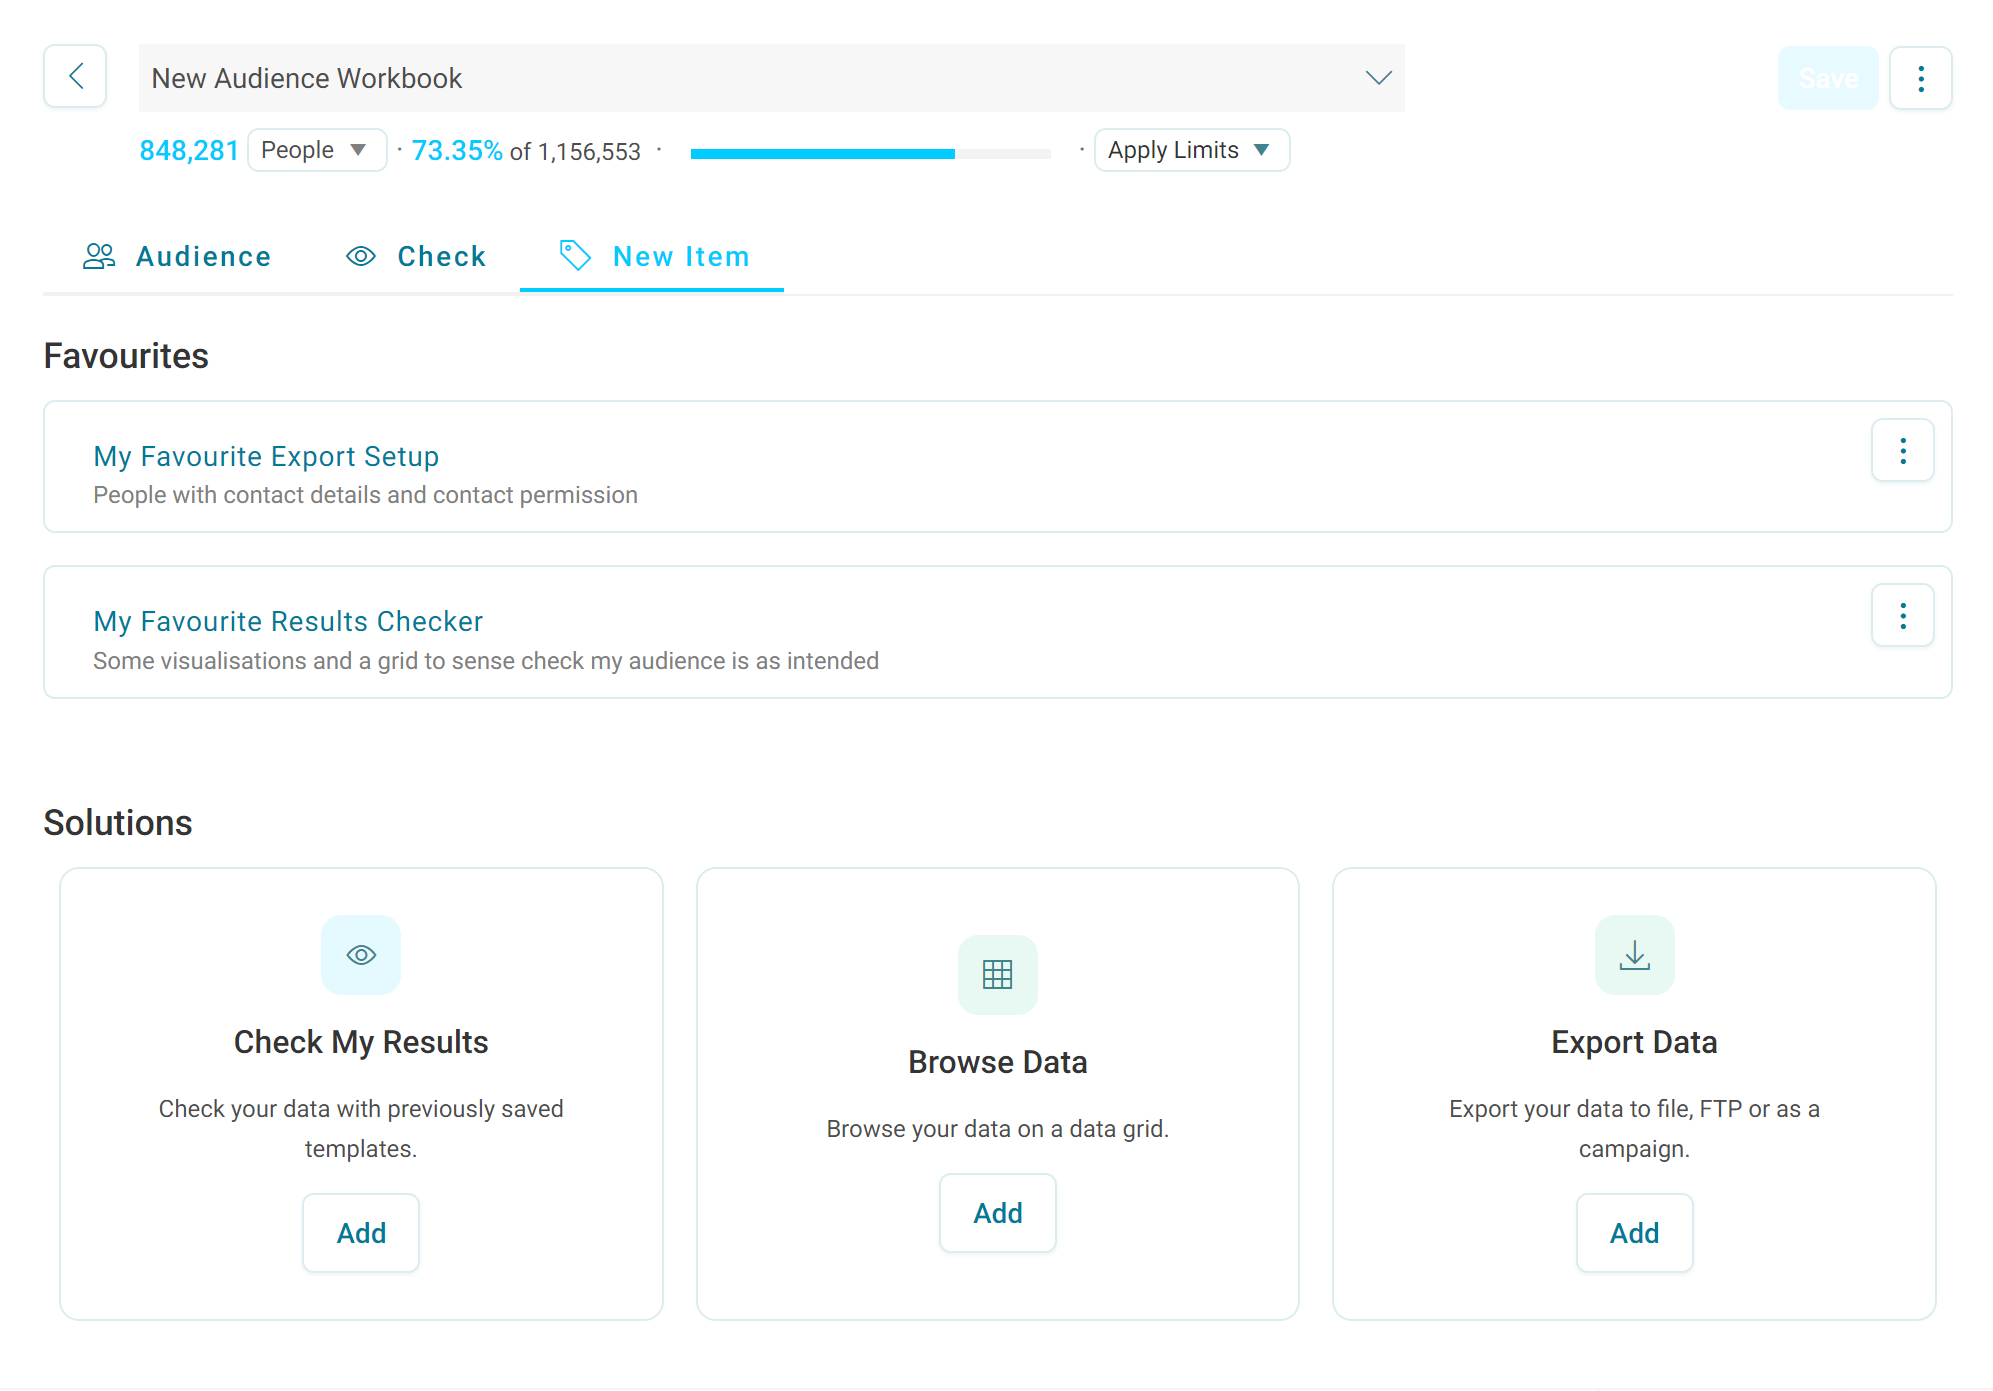 New Audience Workbook
Save
848,281 People · 73.35% of 1,156,553 · · Apply Limits
Audience Check New Item
Favourites
My Favourite Export Setup
People with contact details and contact permission
My Favourite Results Checker
Some visualisations and a grid to sense check my audience is as intended
Solutions
Check My Results
Check your data with previously saved
templates.
Add
Browse Data
Browse your data on a data grid.
Add
Export Data
Export your data to file, FTP or as a
campaign.
Add